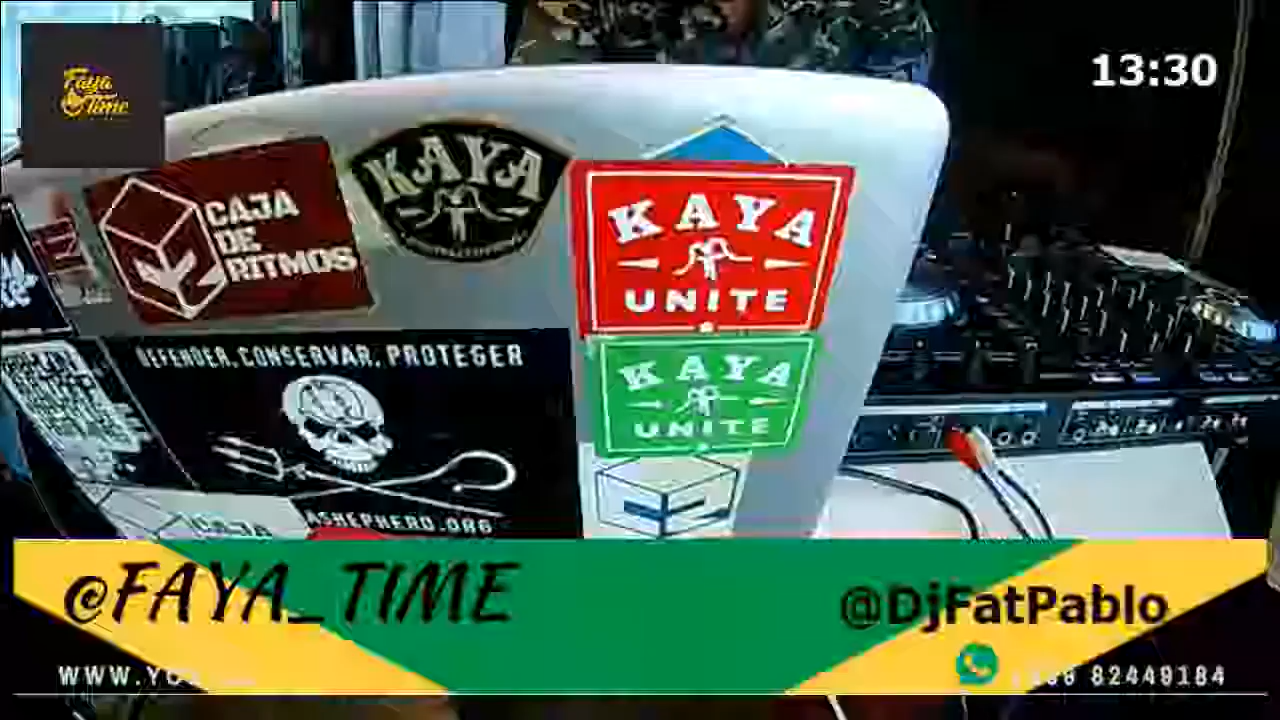 Faya
Time
13:30
CAJA
DE
RITMOS
KAYA
KAYA
UNITE
KAYA
UNITE
DEFENDER, CONSERVAR, PROTEGER
ASHEPHERD.ORG
@FAYA_TIME
@DjFatPablo
82449184